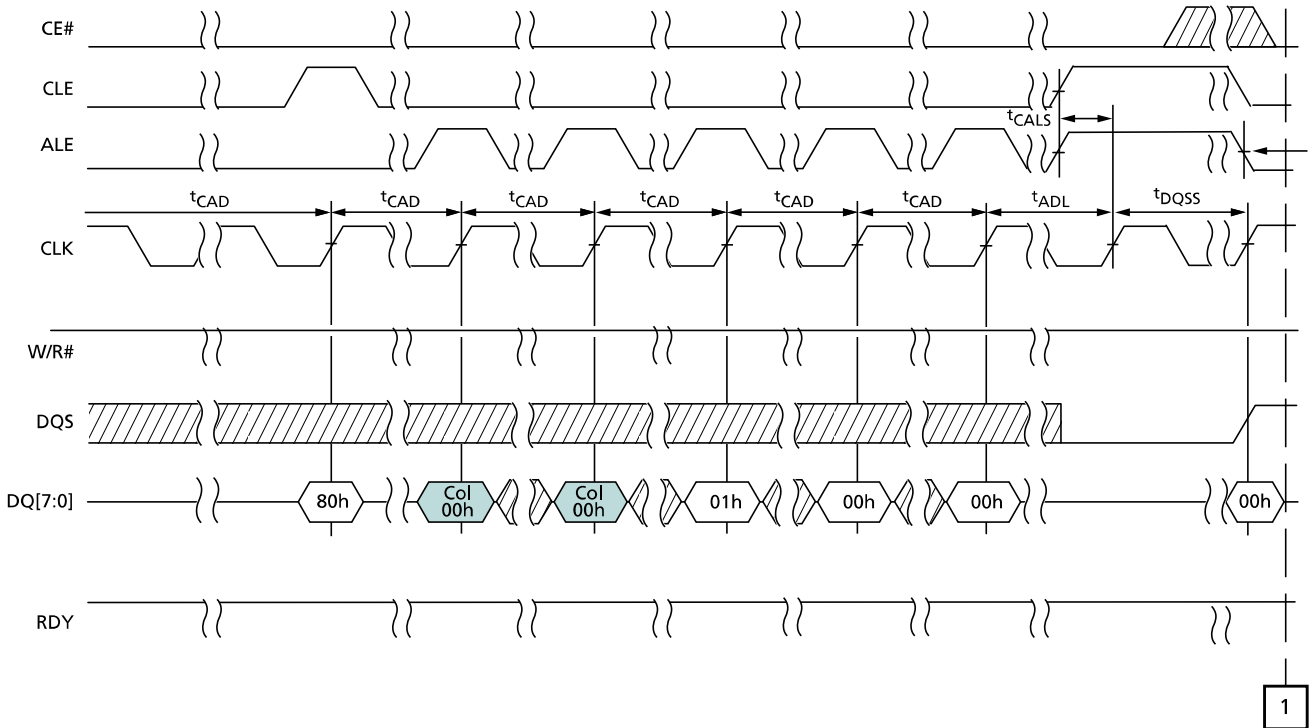 CE#
CLE
tCALS
ALE
tCAD tCAD tCAD tCAD tCAD tCAD tADL tDQSS
CLK
W/R#
DQS
DQ[7:0] 80h Col 00h Col 00h 01h 00h 00h 00h
RDY
1